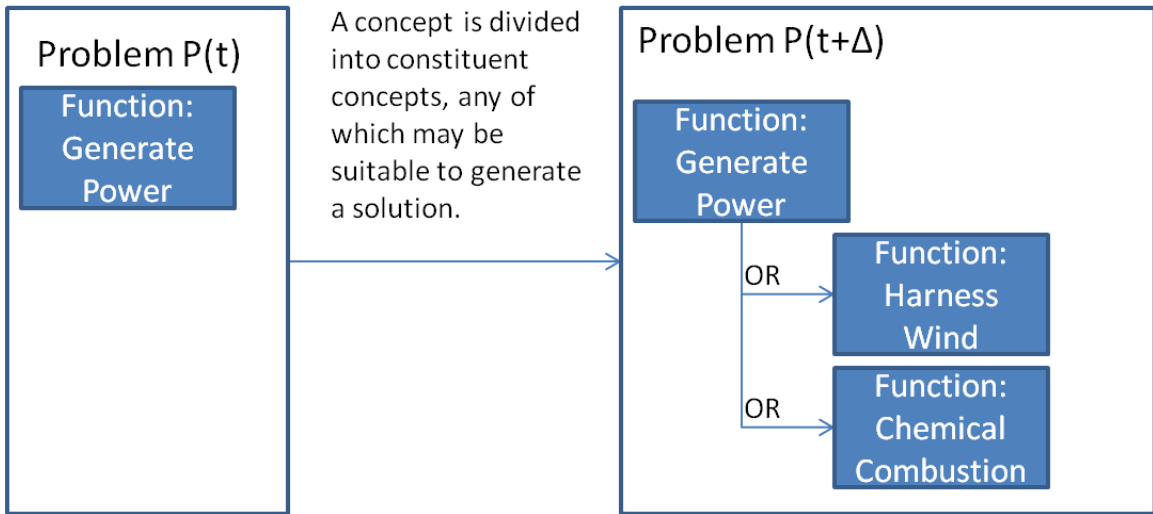 Problem P(t)
Function:
Generate
Power
A concept is divided
into constituent
concepts, any of
which may be
suitable to generate
a solution.
Problem P(t+Δ)
Function:
Generate
Power
OR
Function:
Harness
Wind
OR
Function:
Chemical
Combustion